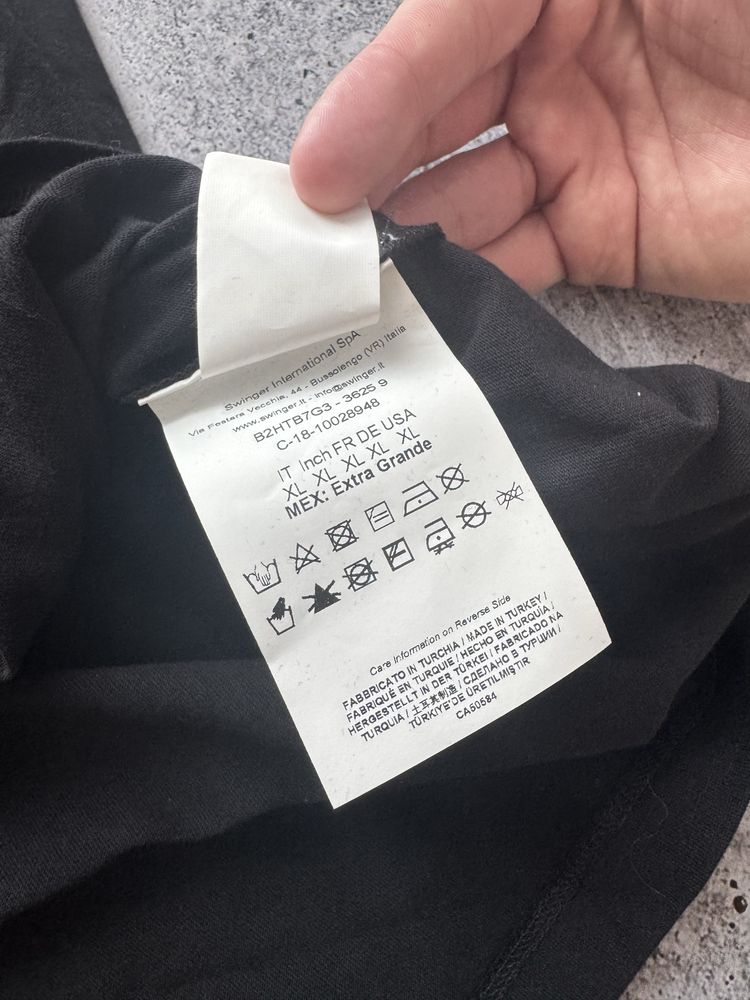 Swinger International SpA
Via Festara Vecchia, 44 - Bussolengo (VR) Italia
www.swinger.it - info@swinger.it
B2HTB7G3 - 3625 9
C-18-10028948
IT Inch FR DE USA
XL XL XL XL XL
MEX: Extra Grande
Care Information on Reverse Side
FABBRICATO IN TURCHIA / MADE IN TURKEY /
FABRIQUÉ EN TURQUIE / HECHO EN TURQUÍA /
HERGESTELLT IN DER TÜRKEI / FABRICADO NA
TURQUIA / 土耳其制造 / СДЕЛАНО В ТУРЦИИ /
TÜRKİYE'DE ÜRETİLMİŞTİR
CA50584